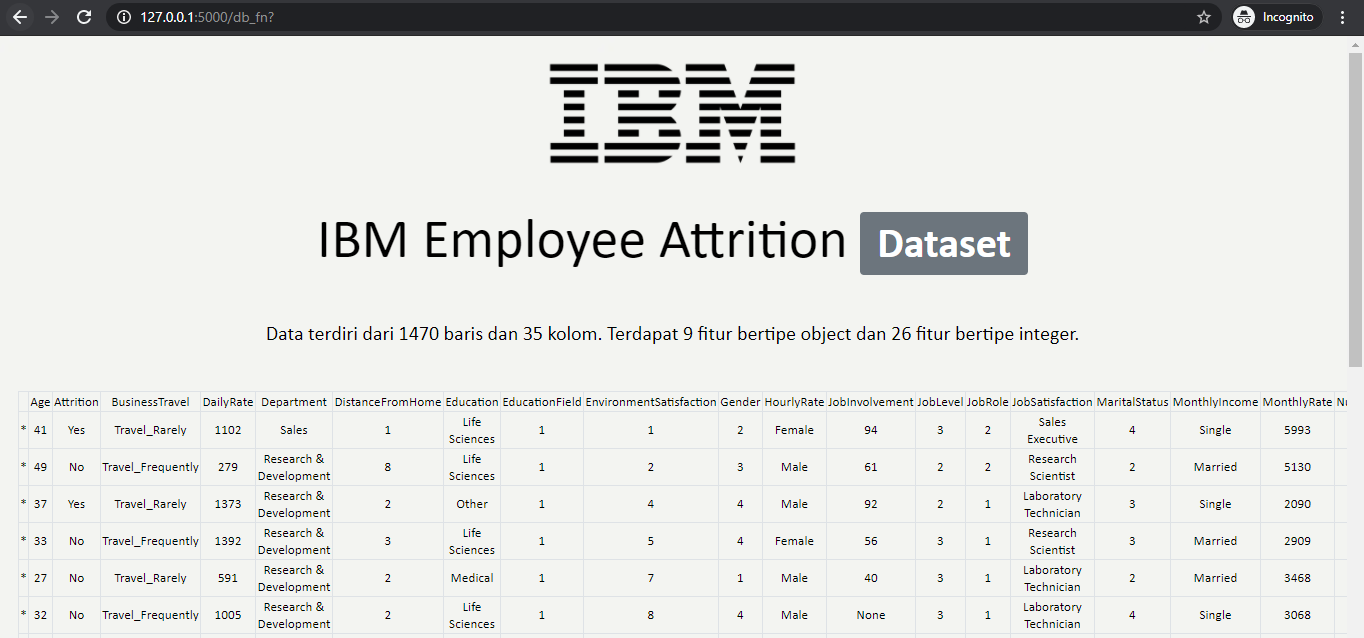 127.0.0.1:5000/db_fn?
Incognito
IBM
IBM Employee Attrition Dataset
Data terdiri dari 1470 baris dan 35 kolom. Terdapat 9 fitur bertipe object dan 26 fitur bertipe integer.
Age Attrition BusinessTravel DailyRate Department DistanceFromHome Education EducationField EnvironmentSatisfaction Gender HourlyRate JobInvolvement JobLevel JobRole JobSatisfaction MaritalStatus MonthlyIncome MonthlyRate
* 41 Yes Travel_Rarely 1102 Sales 1 Life Sciences 1 1 2 Female 94 3 2 Sales Executive 4 Single 5993
* 49 No Travel_Frequently 279 Research & Development 8 Life Sciences 1 2 3 Male 61 2 2 Research Scientist 2 Married 5130
* 37 Yes Travel_Rarely 1373 Research & Development 2 Other 1 4 4 Male 92 2 1 Laboratory Technician 3 Single 2090
* 33 No Travel_Frequently 1392 Research & Development 3 Life Sciences 1 5 4 Female 56 3 1 Research Scientist 3 Married 2909
* 27 No Travel_Rarely 591 Research & Development 2 Medical 1 7 1 Male 40 3 1 Laboratory Technician 2 Married 3468
* 32 No Travel_Frequently 1005 Research & Development 2 Life Sciences 1 8 4 Male None 3 1 Laboratory Technician 4 Single 3068